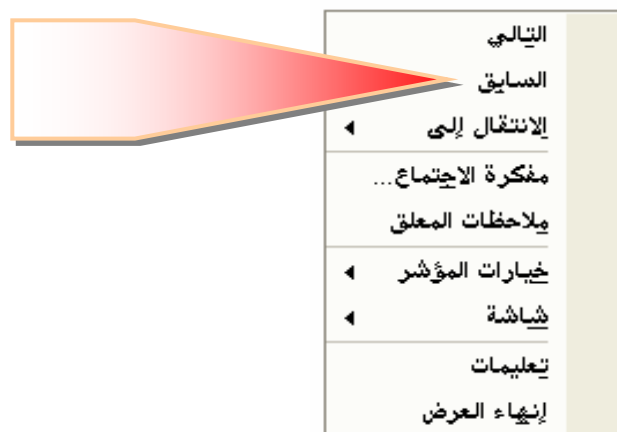 التالي
السابق
الانتقال إلى
مفكرة الاجتماع...
ملاحظات المعلق
خيارات المؤشر
شاشة
تعليمات
إنهاء العرض